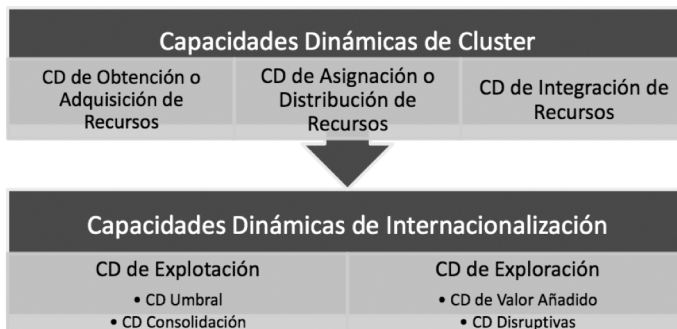 Capacidades Dinámicas de Cluster
CD de Obtención o
Adquisición de
Recursos
CD de Asignación o
Distribución de
Recursos
CD de Integración de
Recursos
Capacidades Dinámicas de Internacionalización
CD de Explotación
• CD Umbral
• CD Consolidación
CD de Exploración
• CD de Valor Añadido
• CD Disruptivas